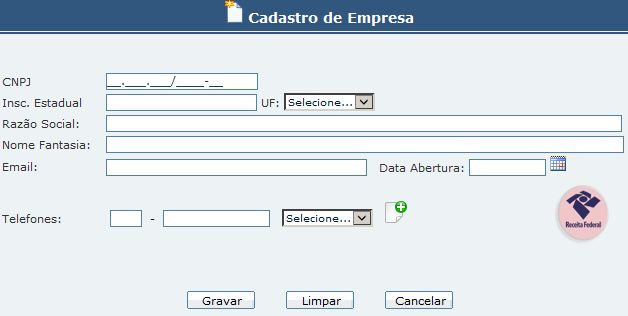 Cadastro de Empresa
CNPJ __.___.___/____-__
Insc. Estadual UF: Selecione...
Razão Social:
Nome Fantasia:
Email: Data Abertura:
Telefones: - Selecione...
Receita Federal
Gravar Limpar Cancelar